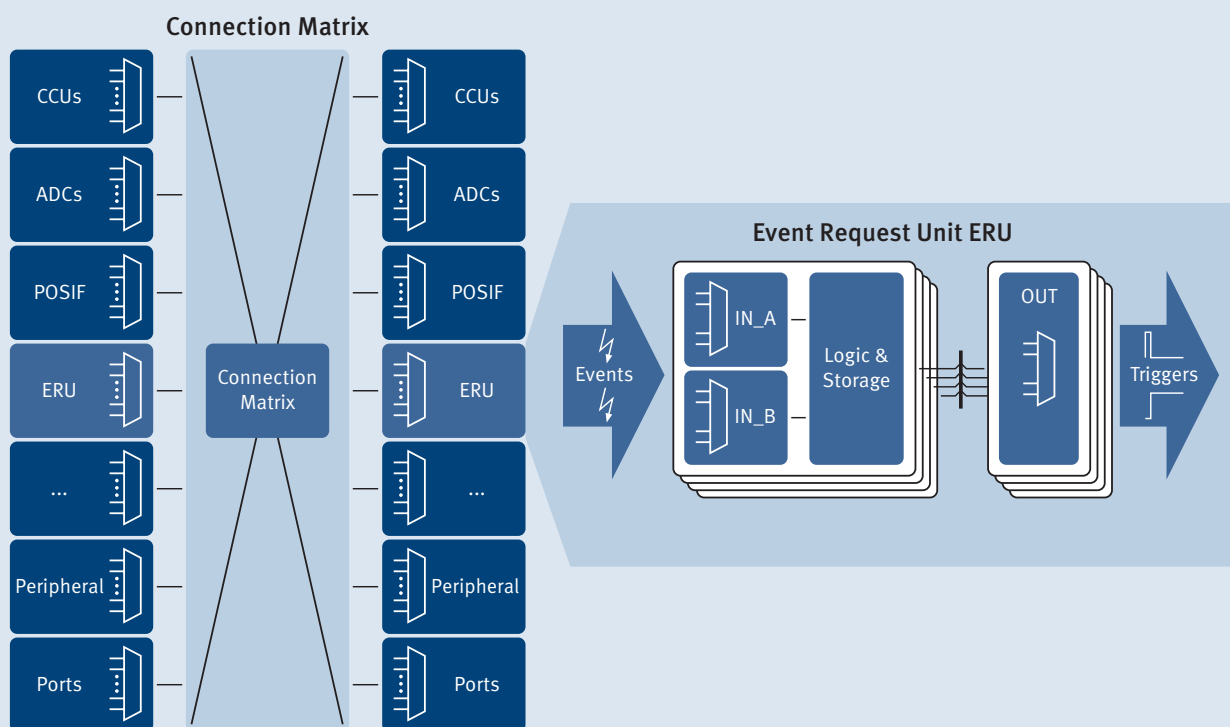 Connection Matrix
CCUs
ADCs
POSIF
ERU
...
Peripheral
Ports
Connection
Matrix
CCUs
ADCs
POSIF
ERU
...
Peripheral
Ports
Event Request Unit ERU
Events
IN_A
IN_B
Logic &
Storage
OUT
Triggers